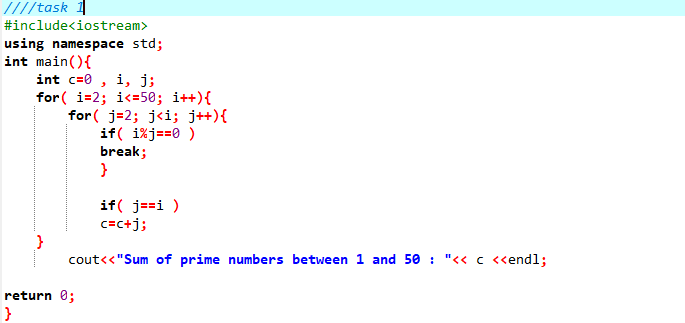 ////task 1
#include<iostream>
using namespace std;
int main(){
    int c=0 , i, j;
    for( i=2; i<=50; i++){
        for( j=2; j<i; j++){
            if( i%j==0 )
            break;
            }

            if( j==i )
            c=c+j;
    }
        cout<<"Sum of prime numbers between 1 and 50 : "<< c <<endl;

return 0;
}